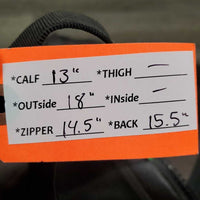 *CALF 13" *THIGH —
*OUTside 18" *INside -
*ZIPPER 14.5" *BACK 15.5"